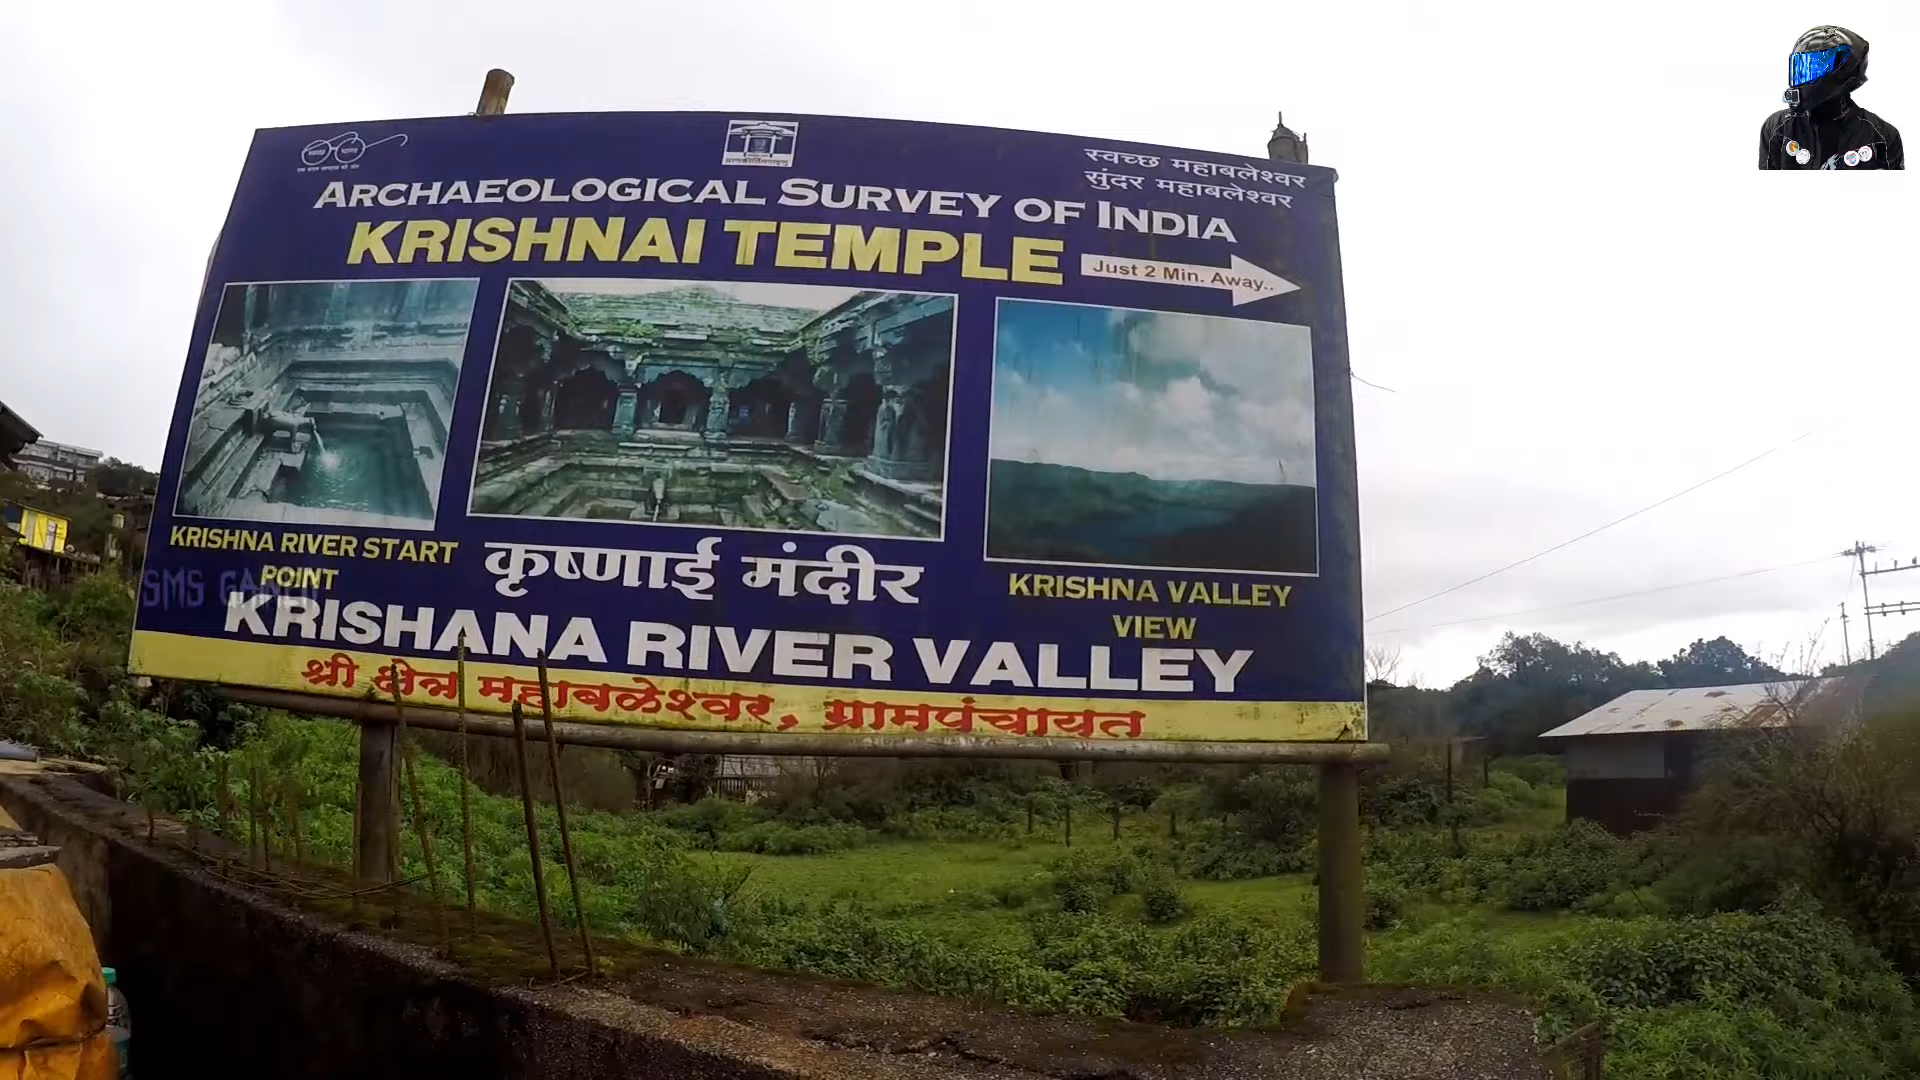 स्वच्छ महाबलेश्वर
सुंदर महाबलेश्वर
ARCHAEOLOGICAL SURVEY OF INDIA
KRISHNAI TEMPLE
Just 2 Min. Away..
KRISHNA RIVER START
POINT
कृष्णाई मंदीर
KRISHNA VALLEY
VIEW
KRISHANA RIVER VALLEY
श्री क्षेत्र महाबळेश्वर, ग्रामपंचायत